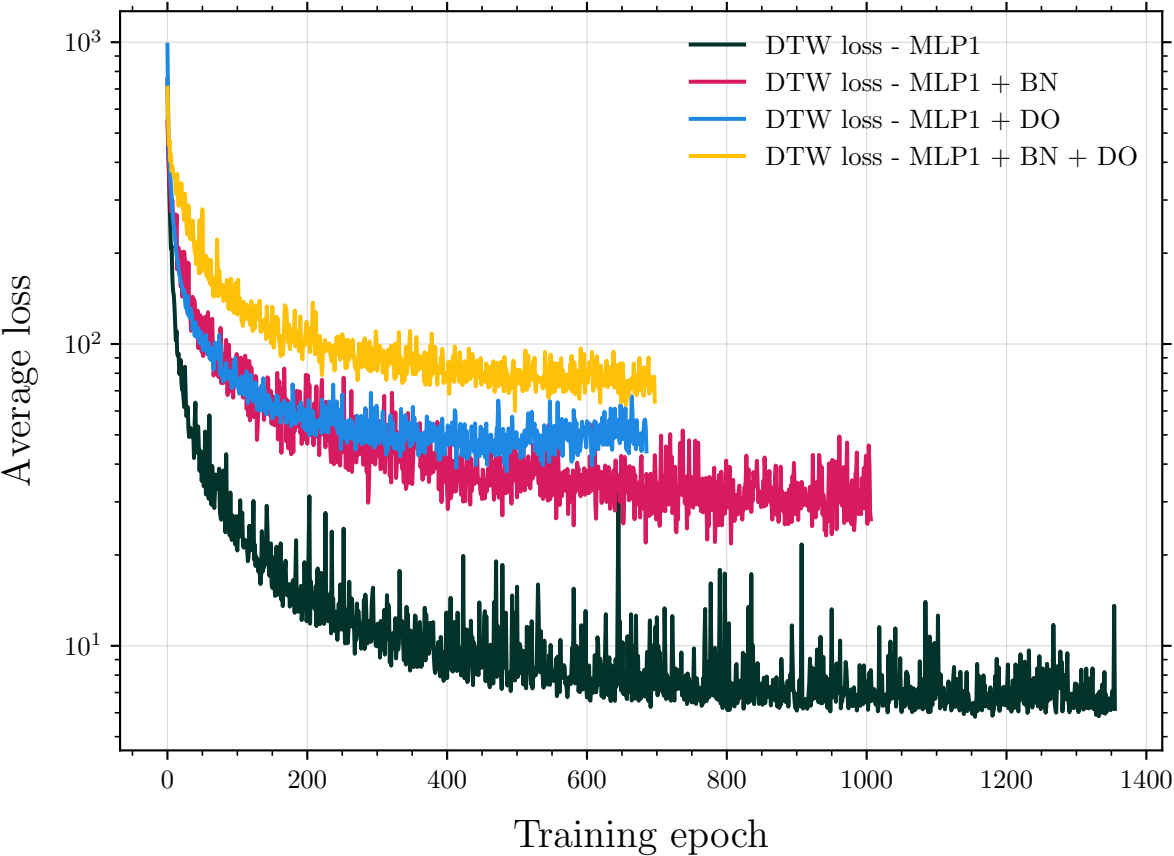 10³
10²
10¹
Average loss
DTW loss - MLP1
DTW loss - MLP1 + BN
DTW loss - MLP1 + DO
DTW loss - MLP1 + BN + DO
0 200 400 600 800 1000 1200 1400
Training epoch